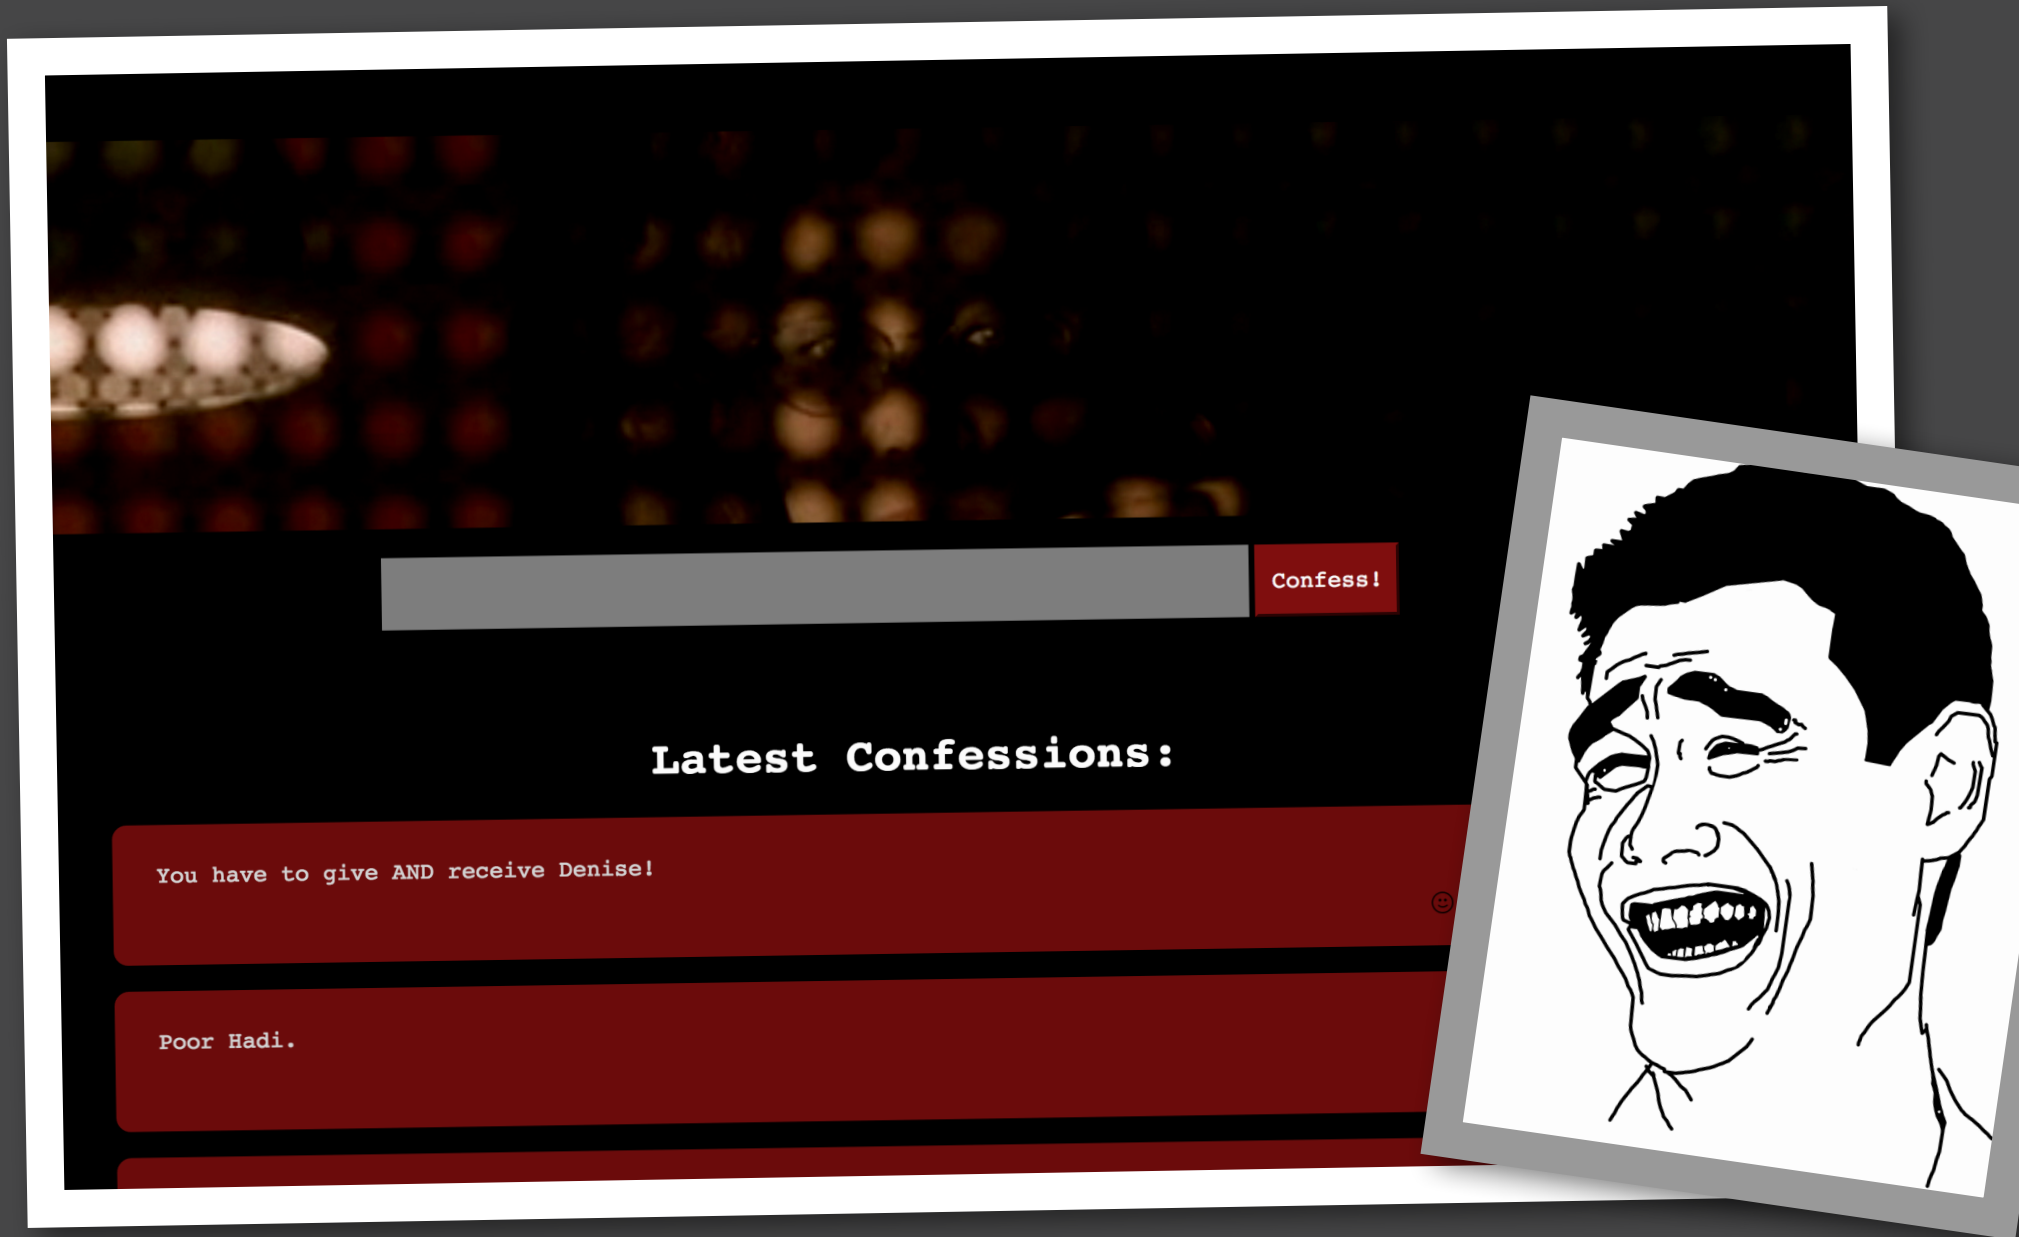 Confess!
Latest Confessions:
You have to give AND receive Denise!
Poor Hadi.